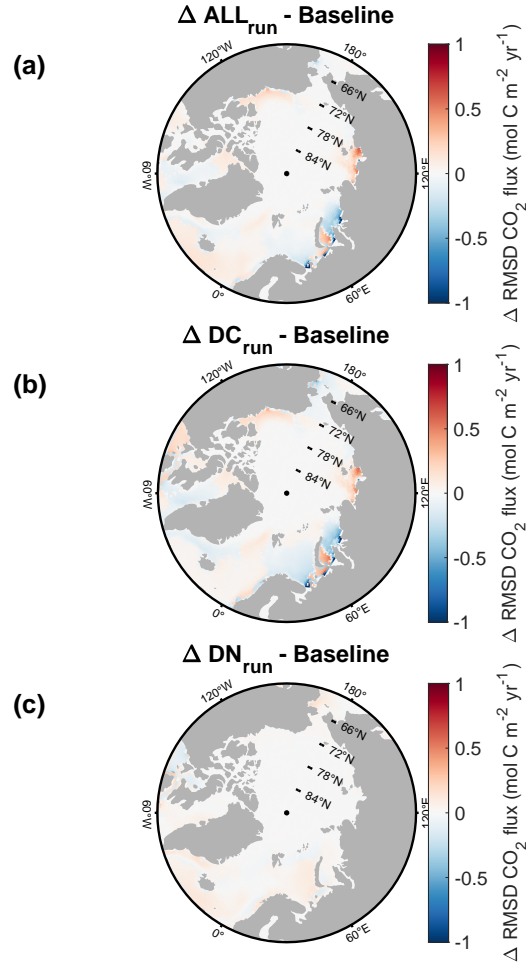 Δ ALL_run - Baseline
(a)
120°W
180°
66°N
72°N
78°N
84°N
60°W
120°E
0°
60°E
1
0.5
0
-0.5
-1
Δ RMSD CO₂ flux (mol C m⁻² yr⁻¹)
Δ DC_run - Baseline
(b)
120°W
180°
66°N
72°N
78°N
84°N
60°W
120°E
0°
60°E
1
0.5
0
-0.5
-1
Δ RMSD CO₂ flux (mol C m⁻² yr⁻¹)
Δ DN_run - Baseline
(c)
120°W
180°
66°N
72°N
78°N
84°N
60°W
120°E
0°
60°E
1
0.5
0
-0.5
-1
Δ RMSD CO₂ flux (mol C m⁻² yr⁻¹)